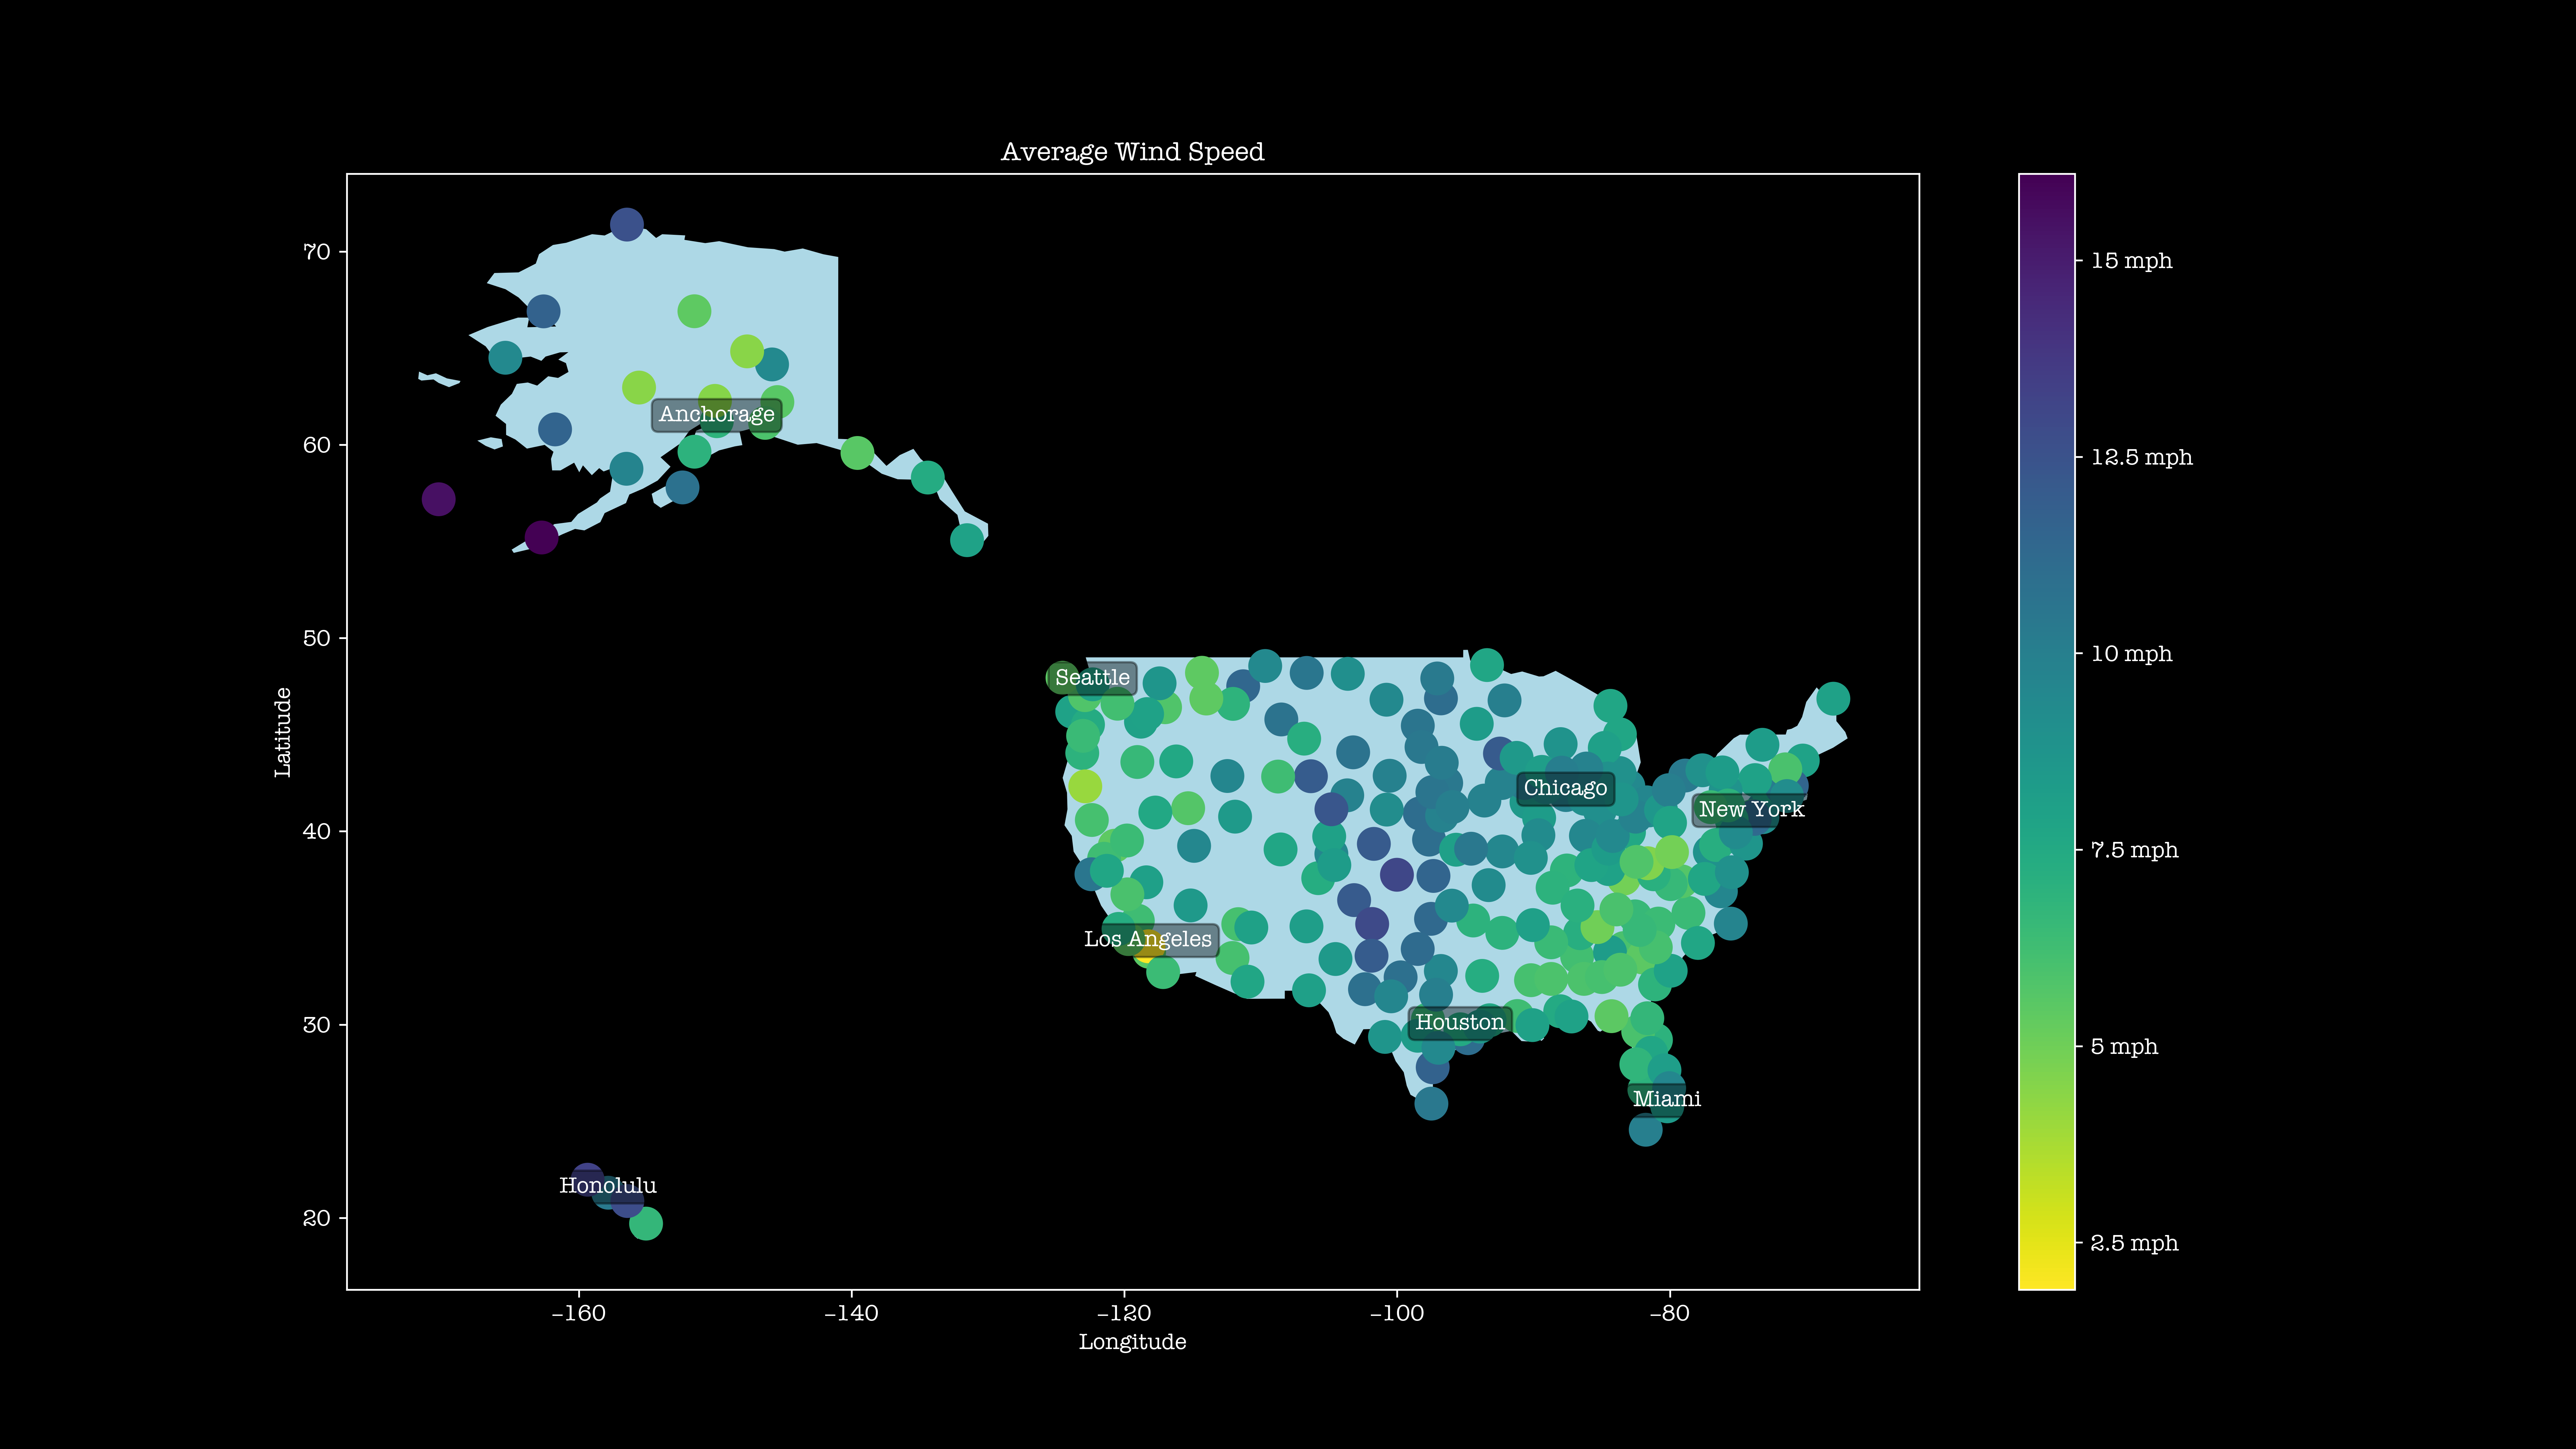 Average Wind Speed
70
60
50
40
30
20
Latitude
-160
-140
-120
-100
-80
Longitude
Anchorage
Seattle
Chicago
New York
Los Angeles
Houston
Miami
Honolulu
15 mph
12.5 mph
10 mph
7.5 mph
5 mph
2.5 mph